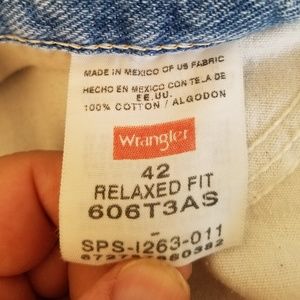 MADE IN MEXICO OF US FABRIC
HECHO EN MEXICO CON TELA DE
EE.UU.
100% COTTON / ALGODON
Wrangler
42
RELAXED FIT
606T3AS
-
SPS-I263-011